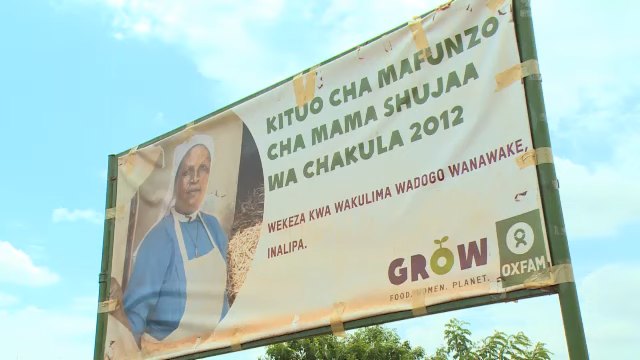 KITUO CHA MAFUNZO
CHA MAMA SHUJAA
WA CHAKULA 2012
WEKEZA KWA WAKULIMA WADOGO WANAWAKE,
INALIPA.
GROW
FOOD. WOMEN. PLANET.
OXFAM